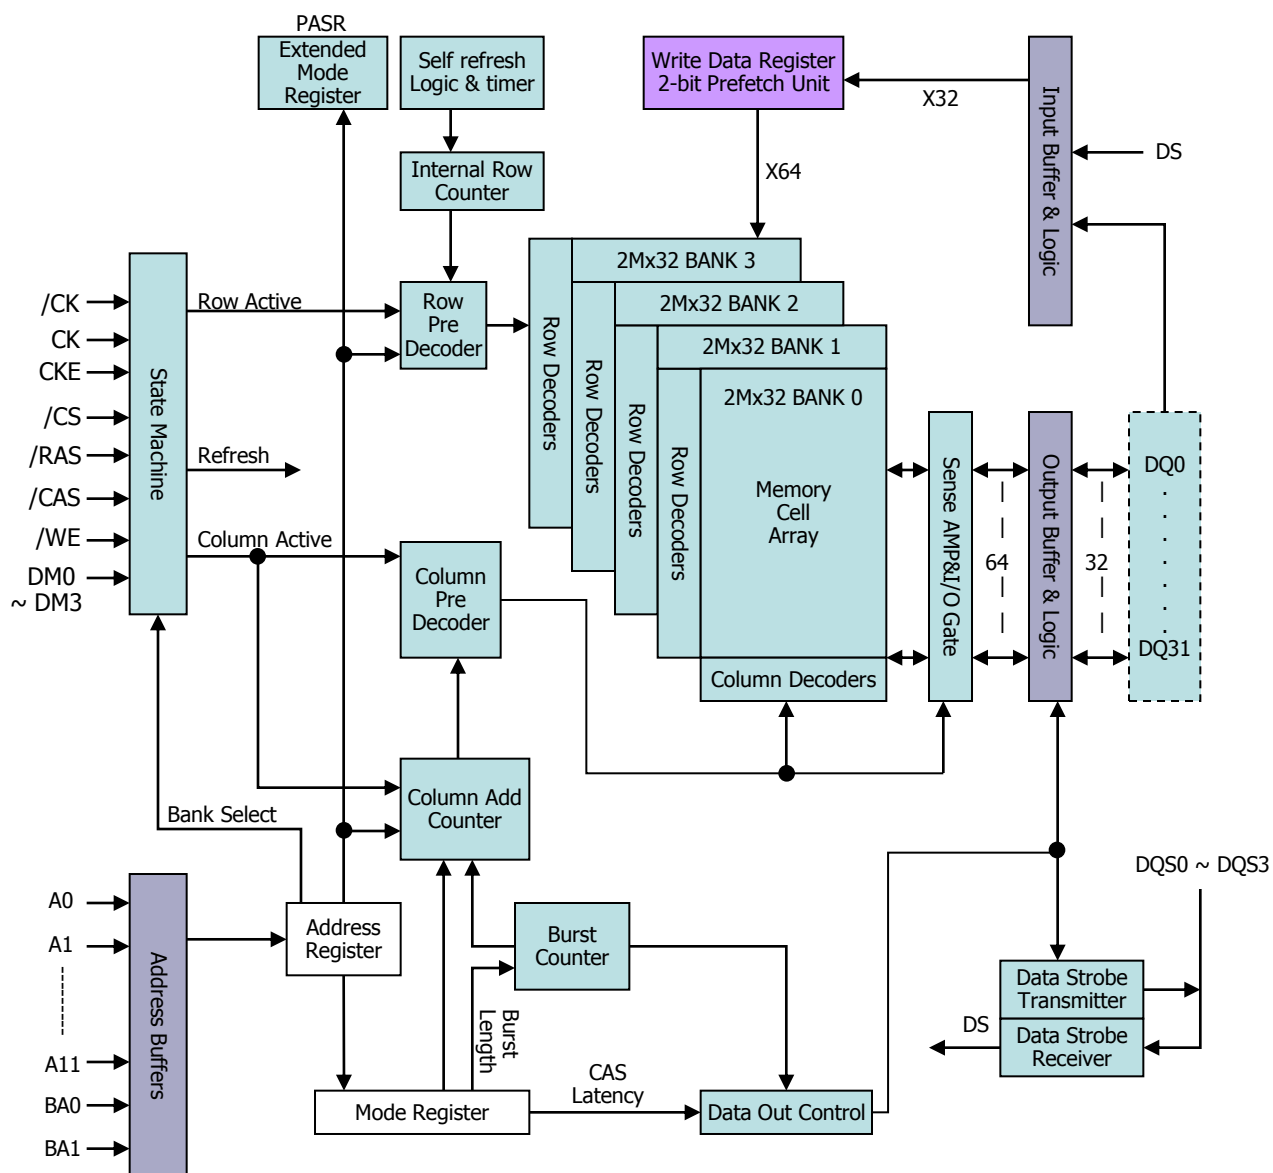 PASR
Extended
Mode
Register
Self refresh
Logic & timer
Write Data Register
2-bit Prefetch Unit
X32
Input Buffer & Logic
DS
Internal Row
Counter
X64
2Mx32 BANK 3
2Mx32 BANK 2
2Mx32 BANK 1
2Mx32 BANK 0
Row Decoders
Row Decoders
Row Decoders
Row Decoders
Memory
Cell
Array
Column Decoders
Row
Pre
Decoder
Row Active
/CK
CK
CKE
/CS
/RAS
/CAS
/WE
DM0
~ DM3
State Machine
Refresh
Column Active
Column
Pre
Decoder
Sense AMP&I/O Gate
64
Output Buffer & Logic
32
DQ0
.
.
.
.
.
.
.
DQ31
Column Add
Counter
Bank Select
A0
A1
A11
BA0
BA1
Address Buffers
Address
Register
Burst
Counter
Burst
Length
Mode Register
CAS
Latency
Data Out Control
DQS0 ~ DQS3
Data Strobe
Transmitter
DS
Data Strobe
Receiver